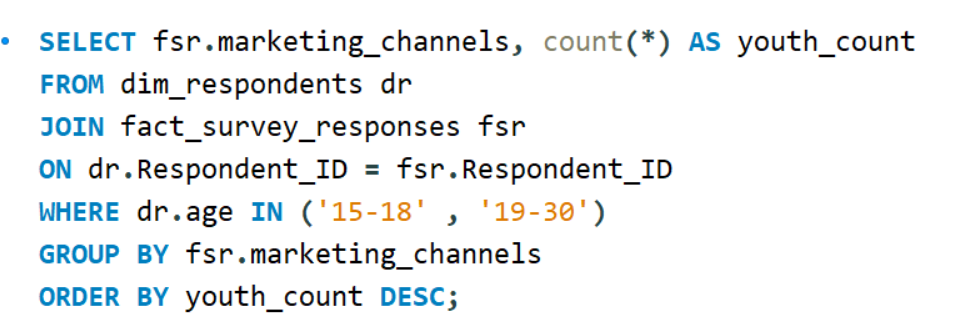 SELECT fsr.marketing_channels, count(*) AS youth_count
FROM dim_respondents dr
JOIN fact_survey_responses fsr
ON dr.Respondent_ID = fsr.Respondent_ID
WHERE dr.age IN ('15-18' , '19-30')
GROUP BY fsr.marketing_channels
ORDER BY youth_count DESC;